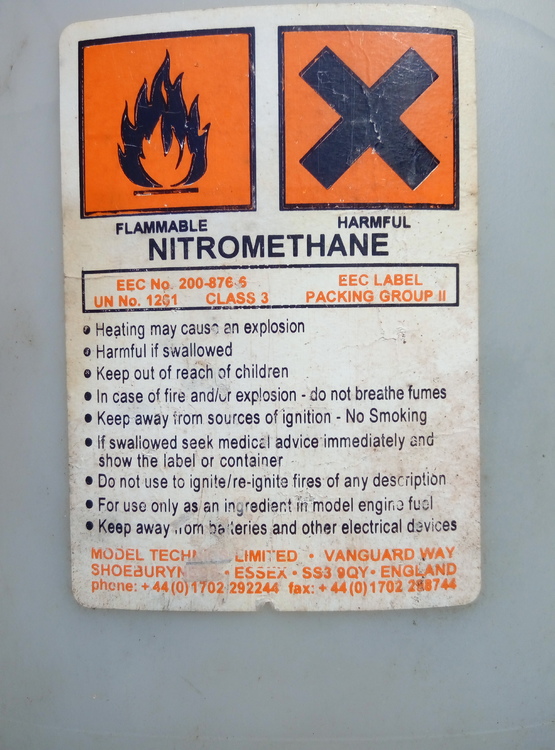 FLAMMABLE HARMFUL
NITROMETHANE
EEC No. 200-876-6 EEC LABEL
UN No. 1261 CLASS 3 PACKING GROUP II
• Heating may cause an explosion
• Harmful if swallowed
• Keep out of reach of children
• In case of fire and/or explosion - do not breathe fumes
• Keep away from sources of ignition - No Smoking
• If swallowed seek medical advice immediately and
show the label or container
• Do not use to ignite/re-ignite fires of any description
• For use only as an ingredient in model engine fuel
• Keep away from batteries and other electrical devices
MODEL LIMITED • VANGUARD WAY
• ESSEX • SS3 9QY • ENGLAND
phone: +44(0)1702 292244 fax: +44(0)1702